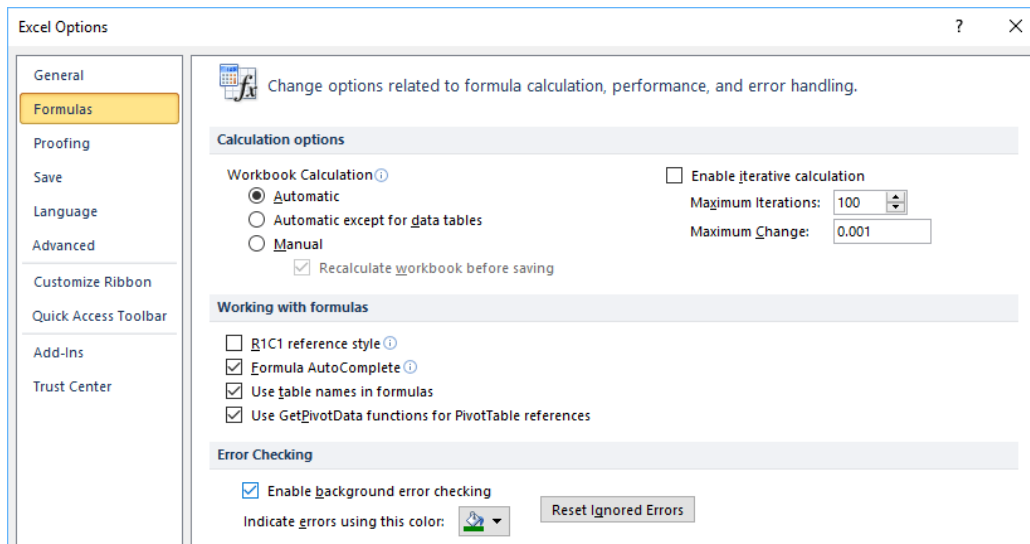 Excel Options
?
General
Formulas
Proofing
Save
Language
Advanced
Customize Ribbon
Quick Access Toolbar
Add-Ins
Trust Center
fx Change options related to formula calculation, performance, and error handling.
Calculation options
Workbook Calculation
Automatic
Automatic except for data tables
Manual
Recalculate workbook before saving
Enable iterative calculation
Maximum Iterations: 100
Maximum Change: 0.001
Working with formulas
R1C1 reference style
Formula AutoComplete
Use table names in formulas
Use GetPivotData functions for PivotTable references
Error Checking
Enable background error checking
Indicate errors using this color:
Reset Ignored Errors